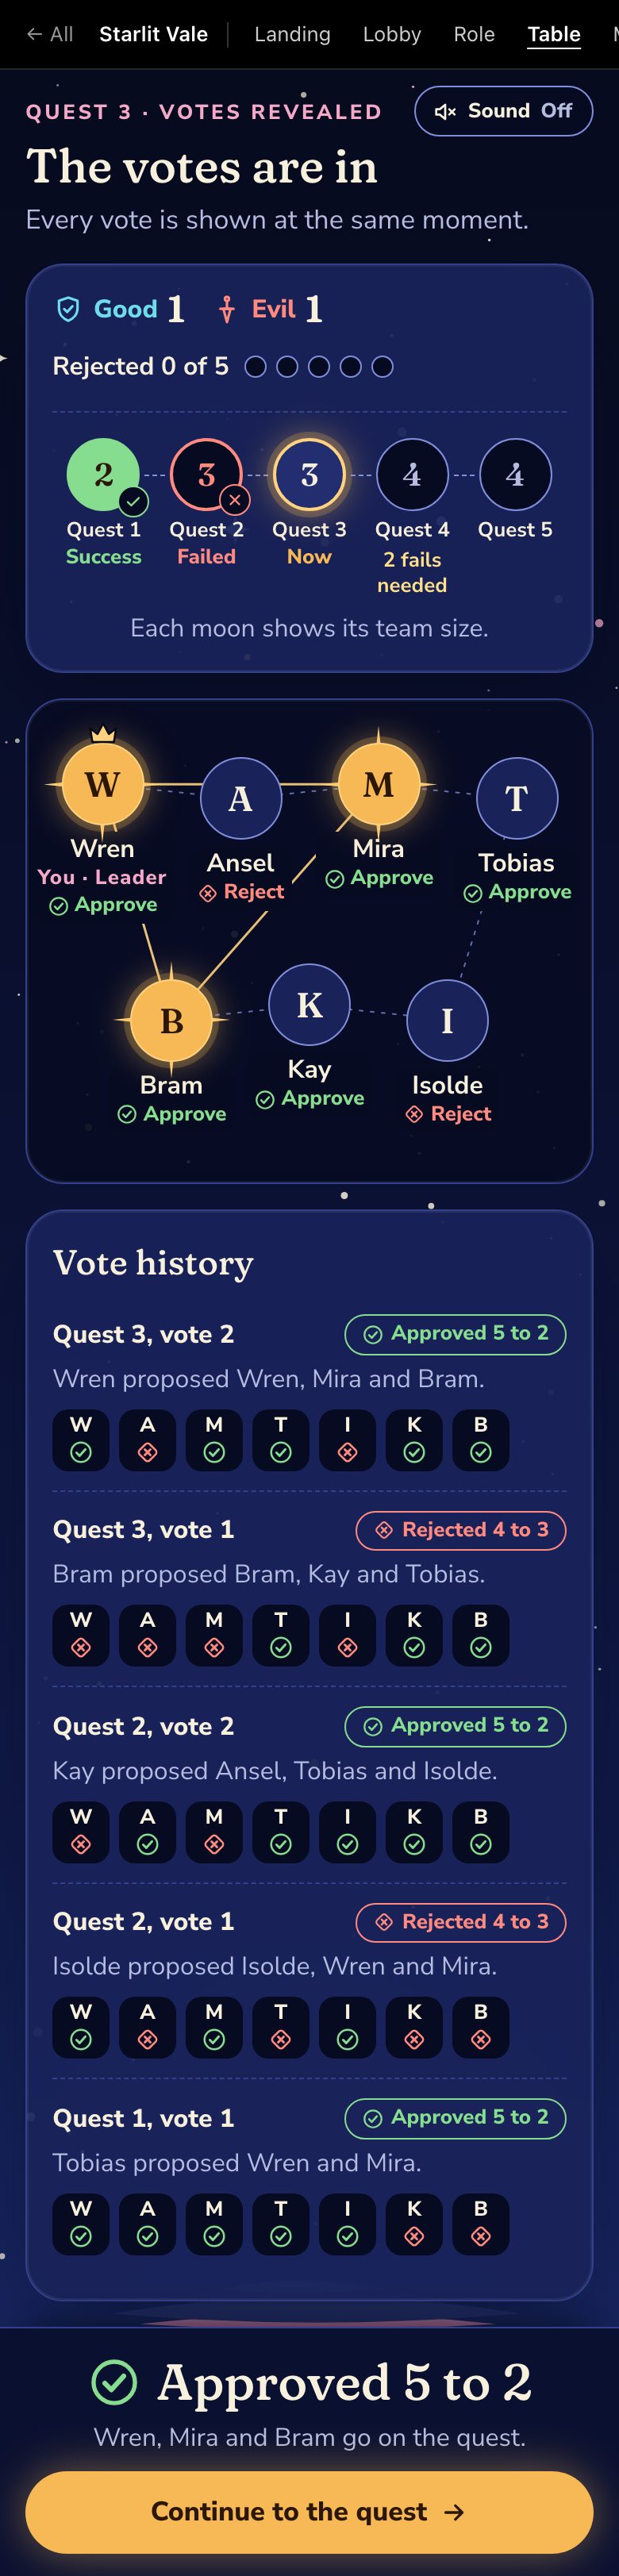 ← All Starlit Vale Landing Lobby Role Table
QUEST 3 · VOTES REVEALED
Sound Off
The votes are in
Every vote is shown at the same moment.
Good 1 Evil 1
Rejected 0 of 5
2 3 3 4 4
Quest 1 Quest 2 Quest 3 Quest 4 Quest 5
Success Failed Now 2 fails
needed
Each moon shows its team size.
W A M T
Wren Ansel Mira Tobias
You · Leader Reject Approve Approve
Approve
B K I
Bram Kay Isolde
Approve Approve Reject
Vote history
Quest 3, vote 2 Approved 5 to 2
Wren proposed Wren, Mira and Bram.
W A M T I K B
Quest 3, vote 1 Rejected 4 to 3
Bram proposed Bram, Kay and Tobias.
W A M T I K B
Quest 2, vote 2 Approved 5 to 2
Kay proposed Ansel, Tobias and Isolde.
W A M T I K B
Quest 2, vote 1 Rejected 4 to 3
Isolde proposed Isolde, Wren and Mira.
W A M T I K B
Quest 1, vote 1 Approved 5 to 2
Tobias proposed Wren and Mira.
W A M T I K B
Approved 5 to 2
Wren, Mira and Bram go on the quest.
Continue to the quest →